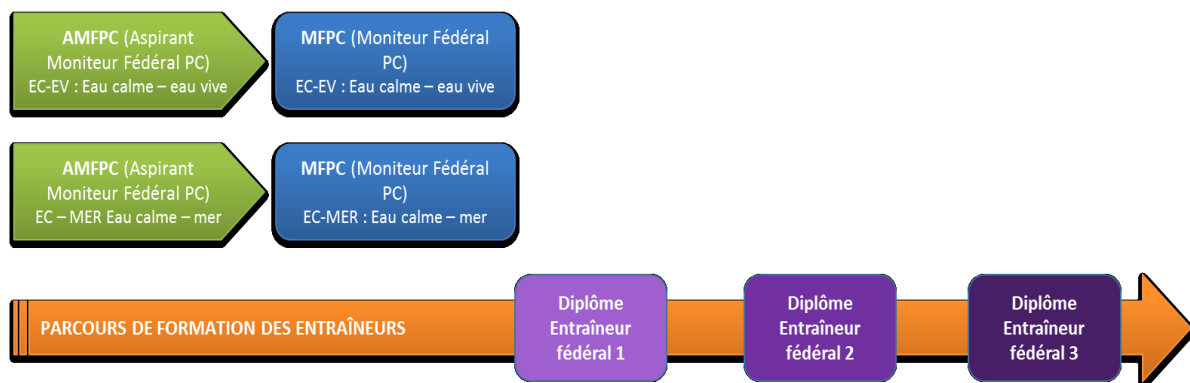 AMFPC (Aspirant
Moniteur Fédéral PC)
EC-EV : Eau calme – eau vive
MFPC (Moniteur Fédéral
PC)
EC-EV : Eau calme – eau vive
AMFPC (Aspirant
Moniteur Fédéral PC)
EC – MER Eau calme – mer
MFPC (Moniteur Fédéral
PC)
EC-MER : Eau calme – mer
PARCOURS DE FORMATION DES ENTRAÎNEURS
Diplôme
Entraîneur
fédéral 1
Diplôme
Entraîneur
fédéral 2
Diplôme
Entraîneur
fédéral 3